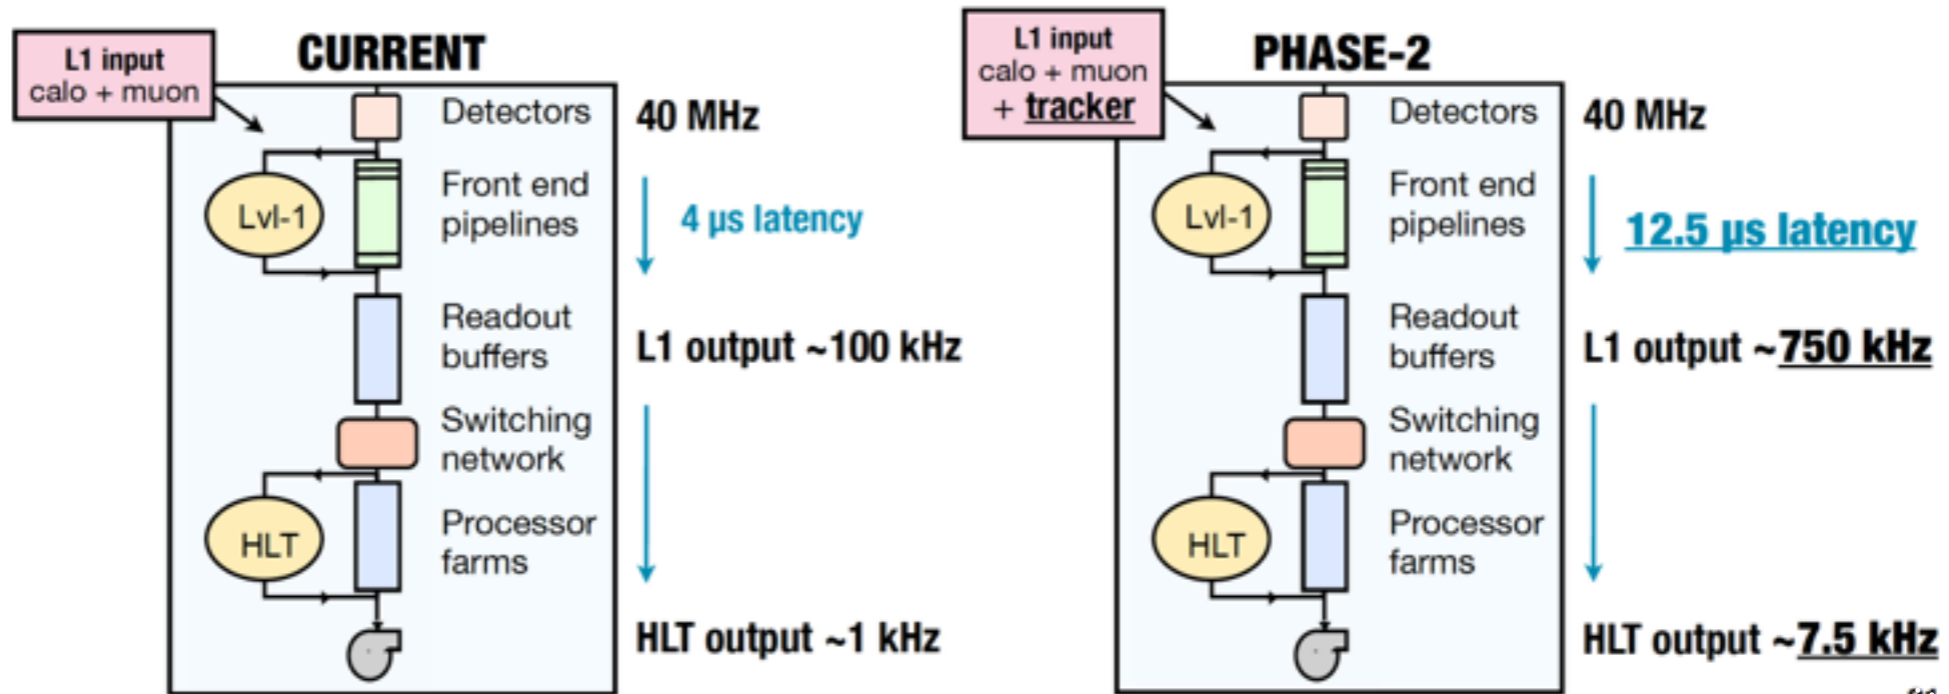 L1 input
calo + muon
CURRENT
Detectors
40 MHz
Lvl-1
Front end
pipelines
4 µs latency
Readout
buffers
L1 output ~100 kHz
Switching
network
HLT
Processor
farms
HLT output ~1 kHz
L1 input
calo + muon
+ tracker
PHASE-2
Detectors
40 MHz
Lvl-1
Front end
pipelines
12.5 µs latency
Readout
buffers
L1 output ~750 kHz
Switching
network
HLT
Processor
farms
HLT output ~7.5 kHz